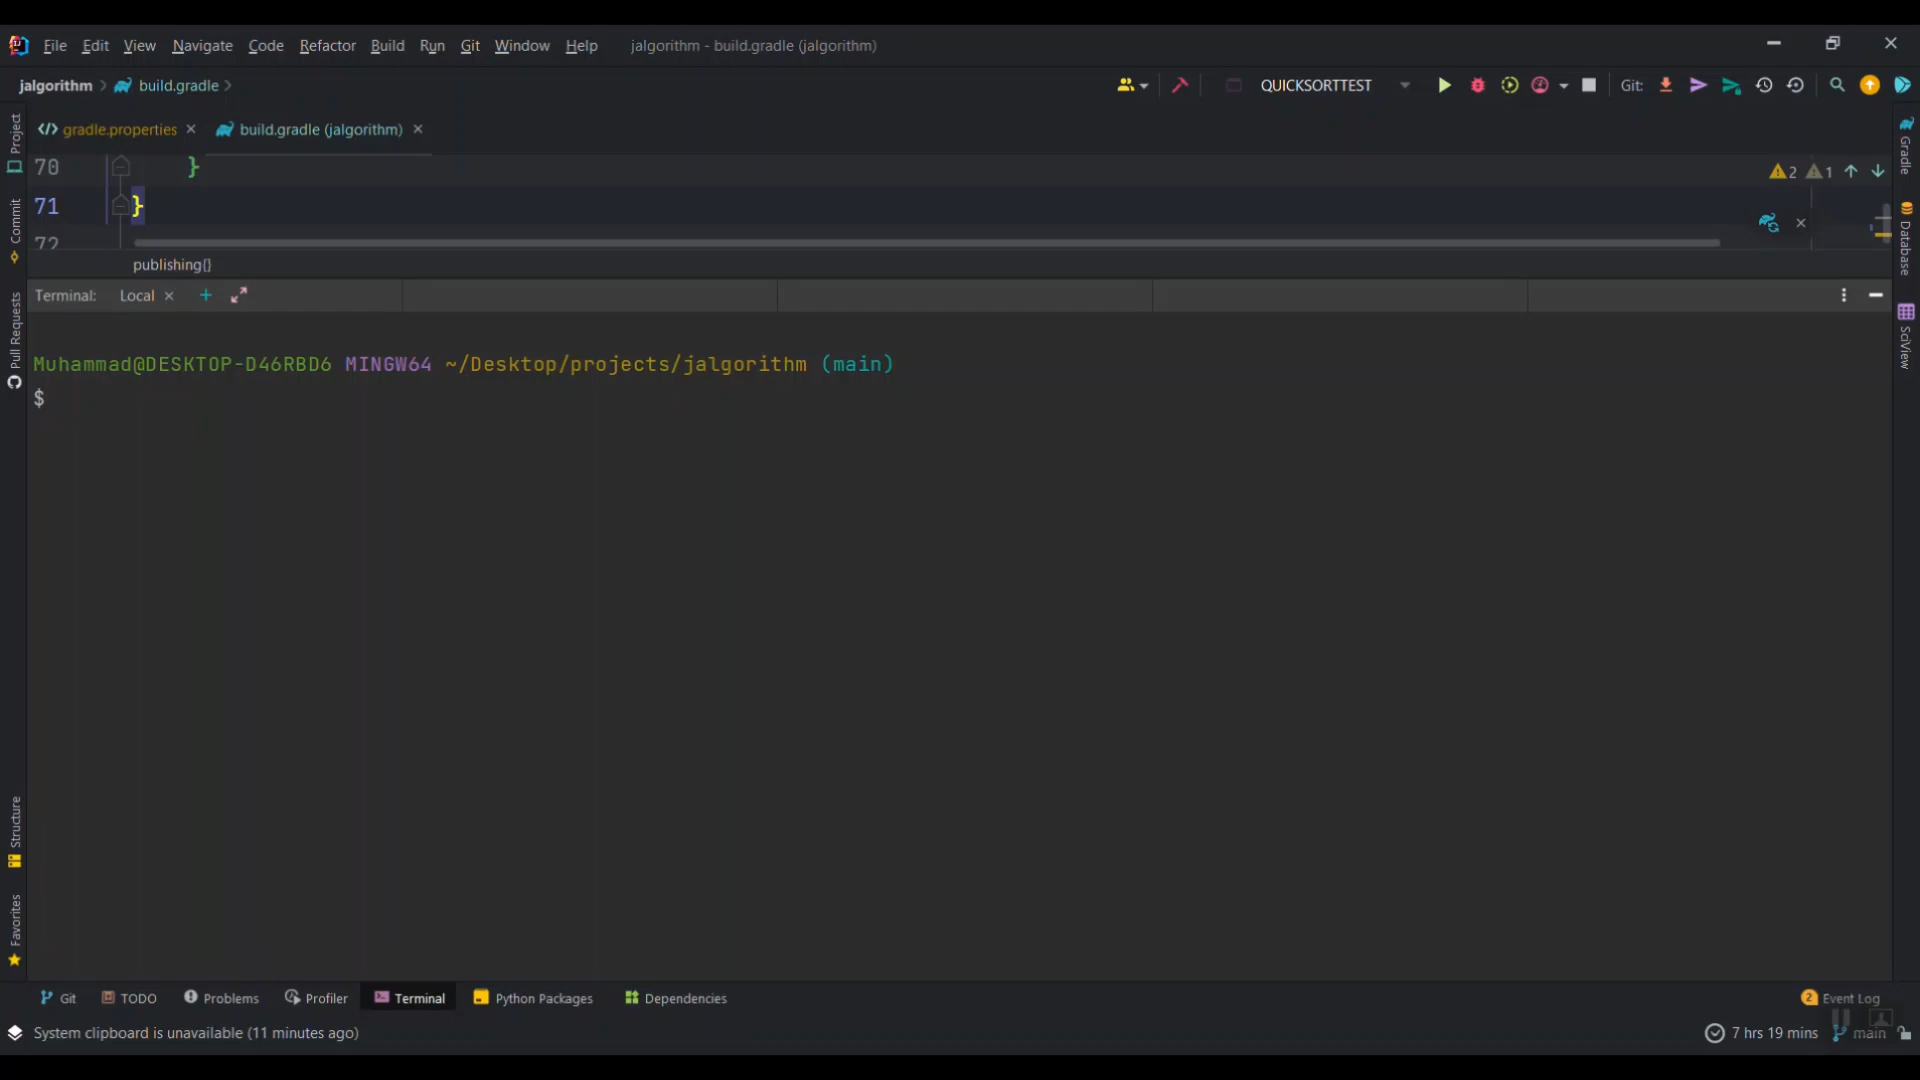 File Edit View Navigate Code Refactor Build Run Git Window Help jalgorithm - build.gradle (jalgorithm)
jalgorithm build.gradle QUICKSORTTEST Git:
gradle.properties build.gradle (jalgorithm)
70 }
2 1
71 }
72
publishing{}
Terminal: Local
Muhammad@DESKTOP-D46RBD6 MINGW64 ~/Desktop/projects/jalgorithm (main)
$
Project
Commit
Pull Requests
Structure
Favorites
Gradle
Database
SciView
Git TODO Problems Profiler Terminal Python Packages Dependencies 2 Event Log
System clipboard is unavailable (11 minutes ago) 7 hrs 19 mins main